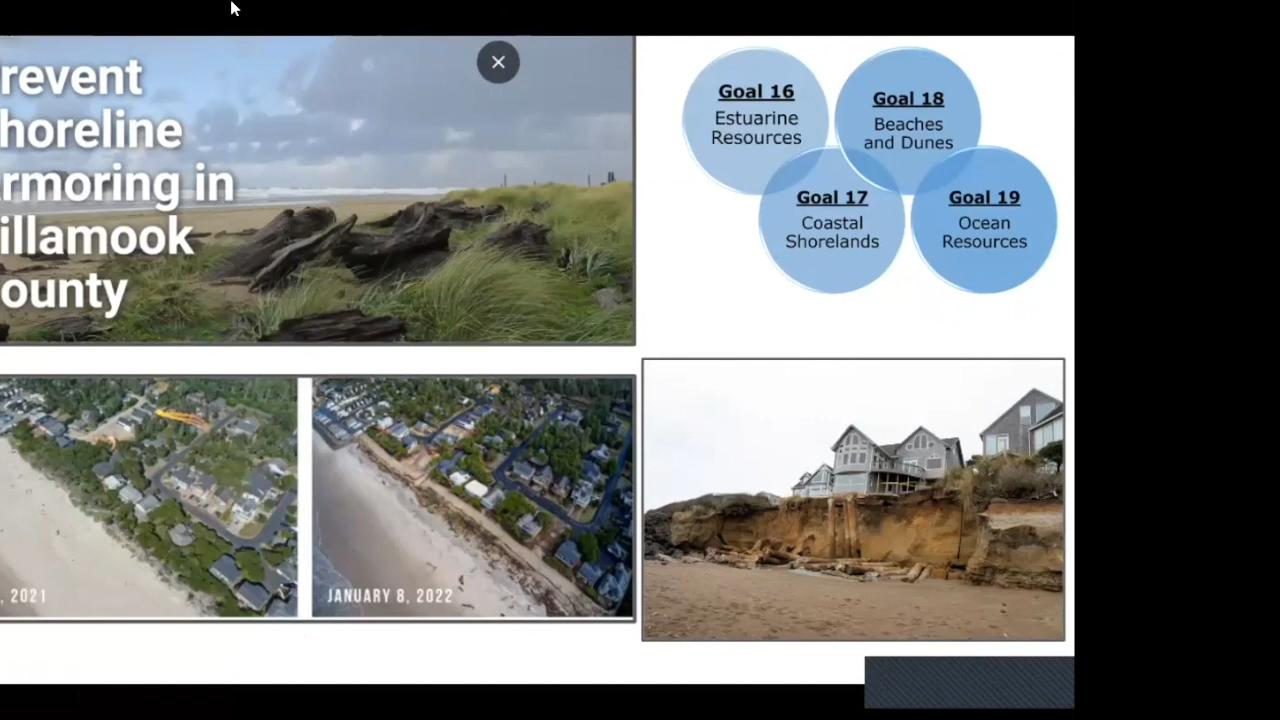 revent
horeline
rmoring in
illamook
ounty
Goal 16
Estuarine
Resources
Goal 18
Beaches
and Dunes
Goal 17
Coastal
Shorelands
Goal 19
Ocean
Resources
, 2021
JANUARY 8, 2022